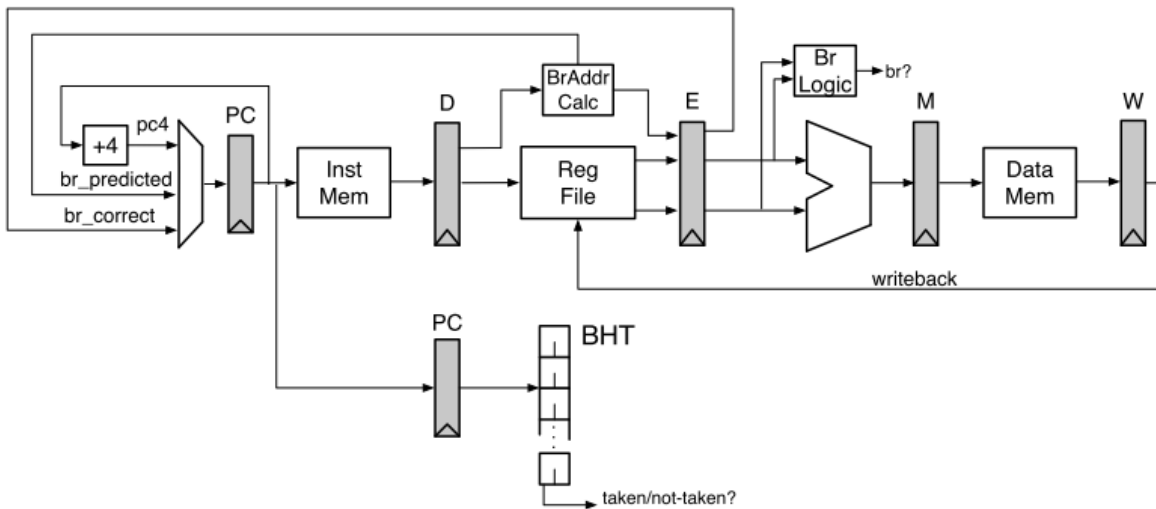 Br
Logic
br?
BrAddr
Calc
PC
D
E
M
W
+4
pc4
br_predicted
br_correct
Inst
Mem
Reg
File
Data
Mem
writeback
PC
BHT
taken/not-taken?